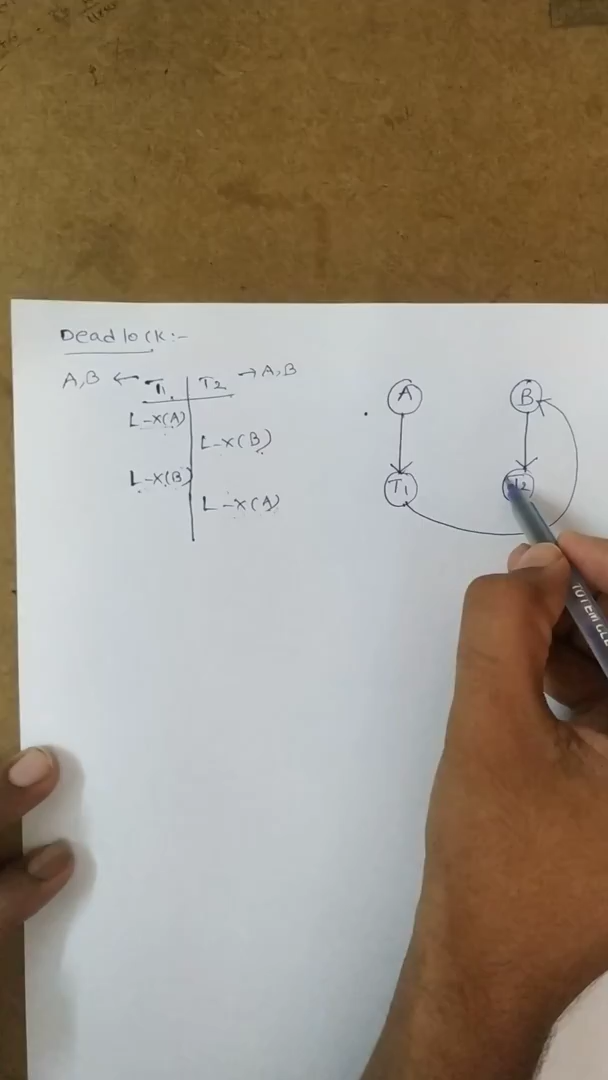 Deadlock:-
A,B ← T₁ T₂ → A,B
L-X(A)
L-X(B)
L-X(B)
L-X(A)
A B
T₁ T2